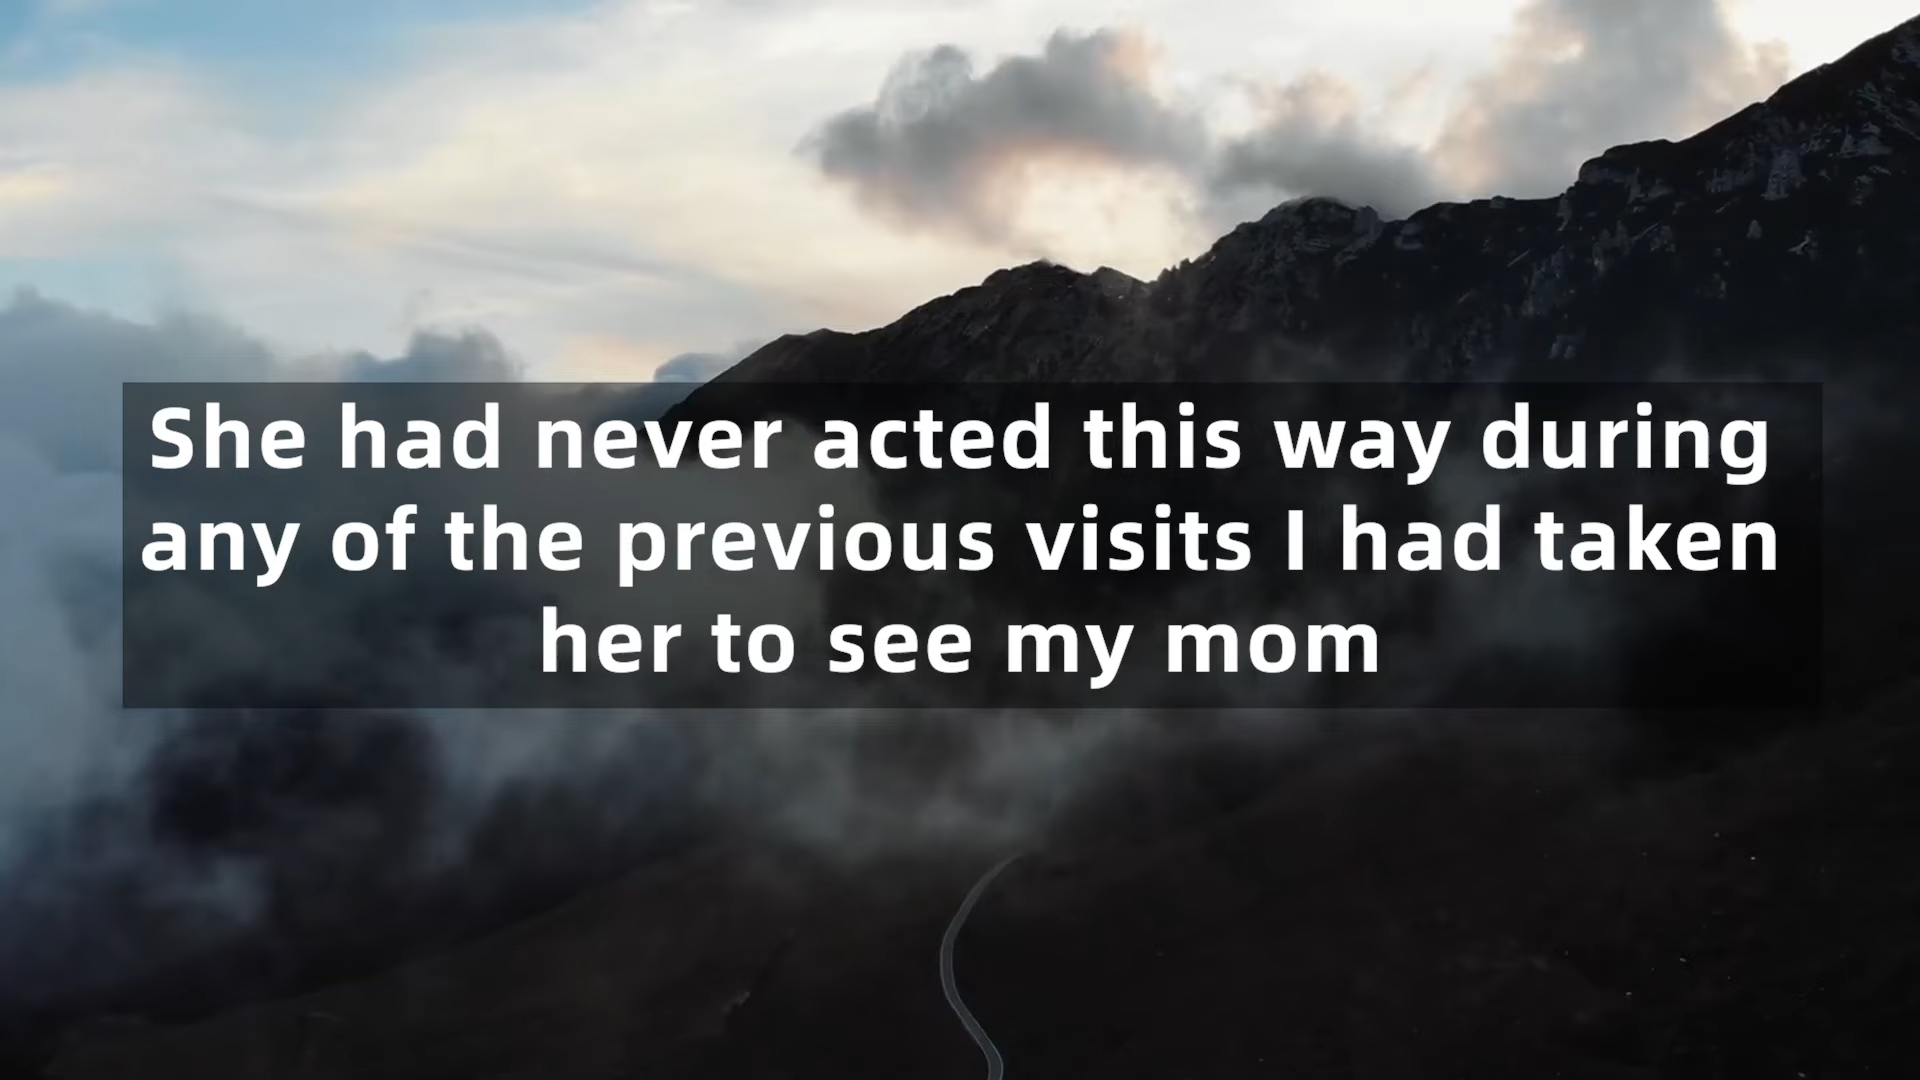 She had never acted this way during
any of the previous visits I had taken
her to see my mom